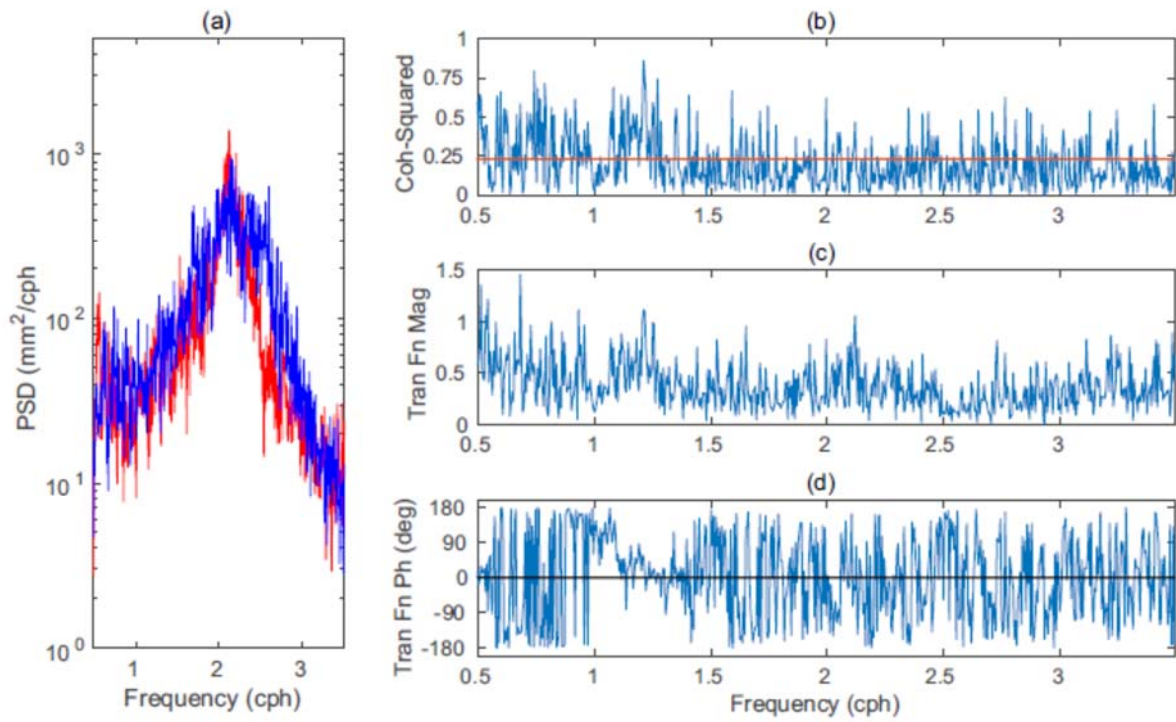 (a)
10^3
10^2
10^1
10^0
PSD (mm^2/cph)
1 2 3
Frequency (cph)
(b)
1
0.75
0.5
0.25
0
Coh-Squared
0.5 1 1.5 2 2.5 3
(c)
1.5
1
0.5
0
Tran Fn Mag
0.5 1 1.5 2 2.5 3
(d)
180
90
0
-90
-180
Tran Fn Ph (deg)
0.5 1 1.5 2 2.5 3
Frequency (cph)